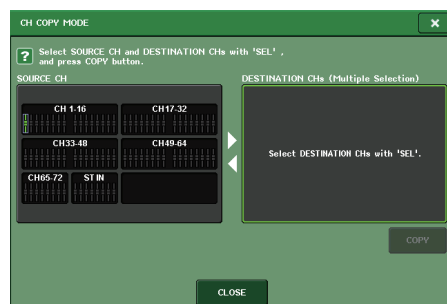 CH COPY MODE
×
? Select SOURCE CH and DESTINATION CHs with 'SEL' ,
and press COPY button.
SOURCE CH
DESTINATION CHs (Multiple Selection)
CH 1-16
CH17-32
CH33-48
CH49-64
CH65-72
ST IN
Select DESTINATION CHs with 'SEL'.
COPY
CLOSE